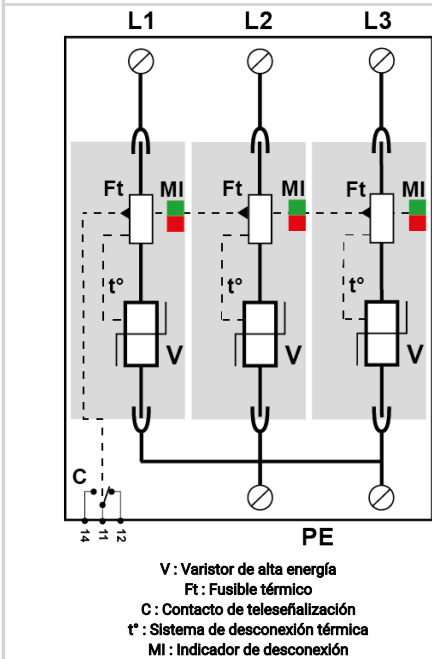 L1 L2 L3
Ft MI Ft MI Ft MI
t° t° t°
V V V
C
14 11 12
PE
V : Varistor de alta energía
Ft : Fusible térmico
C : Contacto de teleseñalización
t° : Sistema de desconexión térmica
MI : Indicador de desconexión